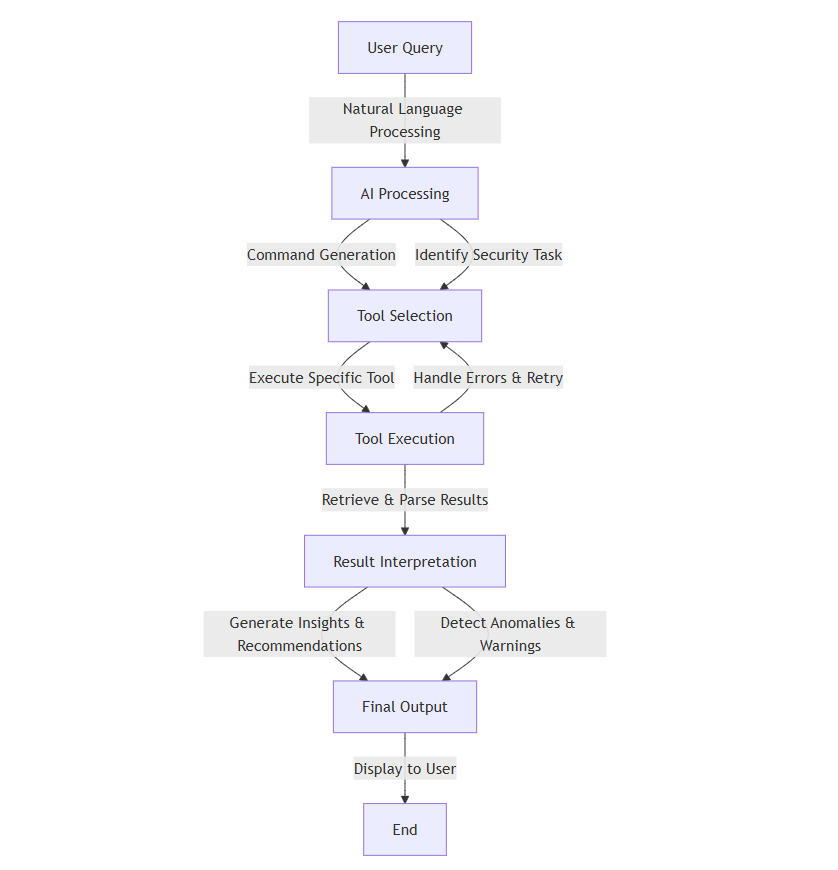 User Query
Natural Language
Processing
AI Processing
Command Generation
Identify Security Task
Tool Selection
Execute Specific Tool
Handle Errors & Retry
Tool Execution
Retrieve & Parse Results
Result Interpretation
Generate Insights &
Recommendations
Detect Anomalies &
Warnings
Final Output
Display to User
End